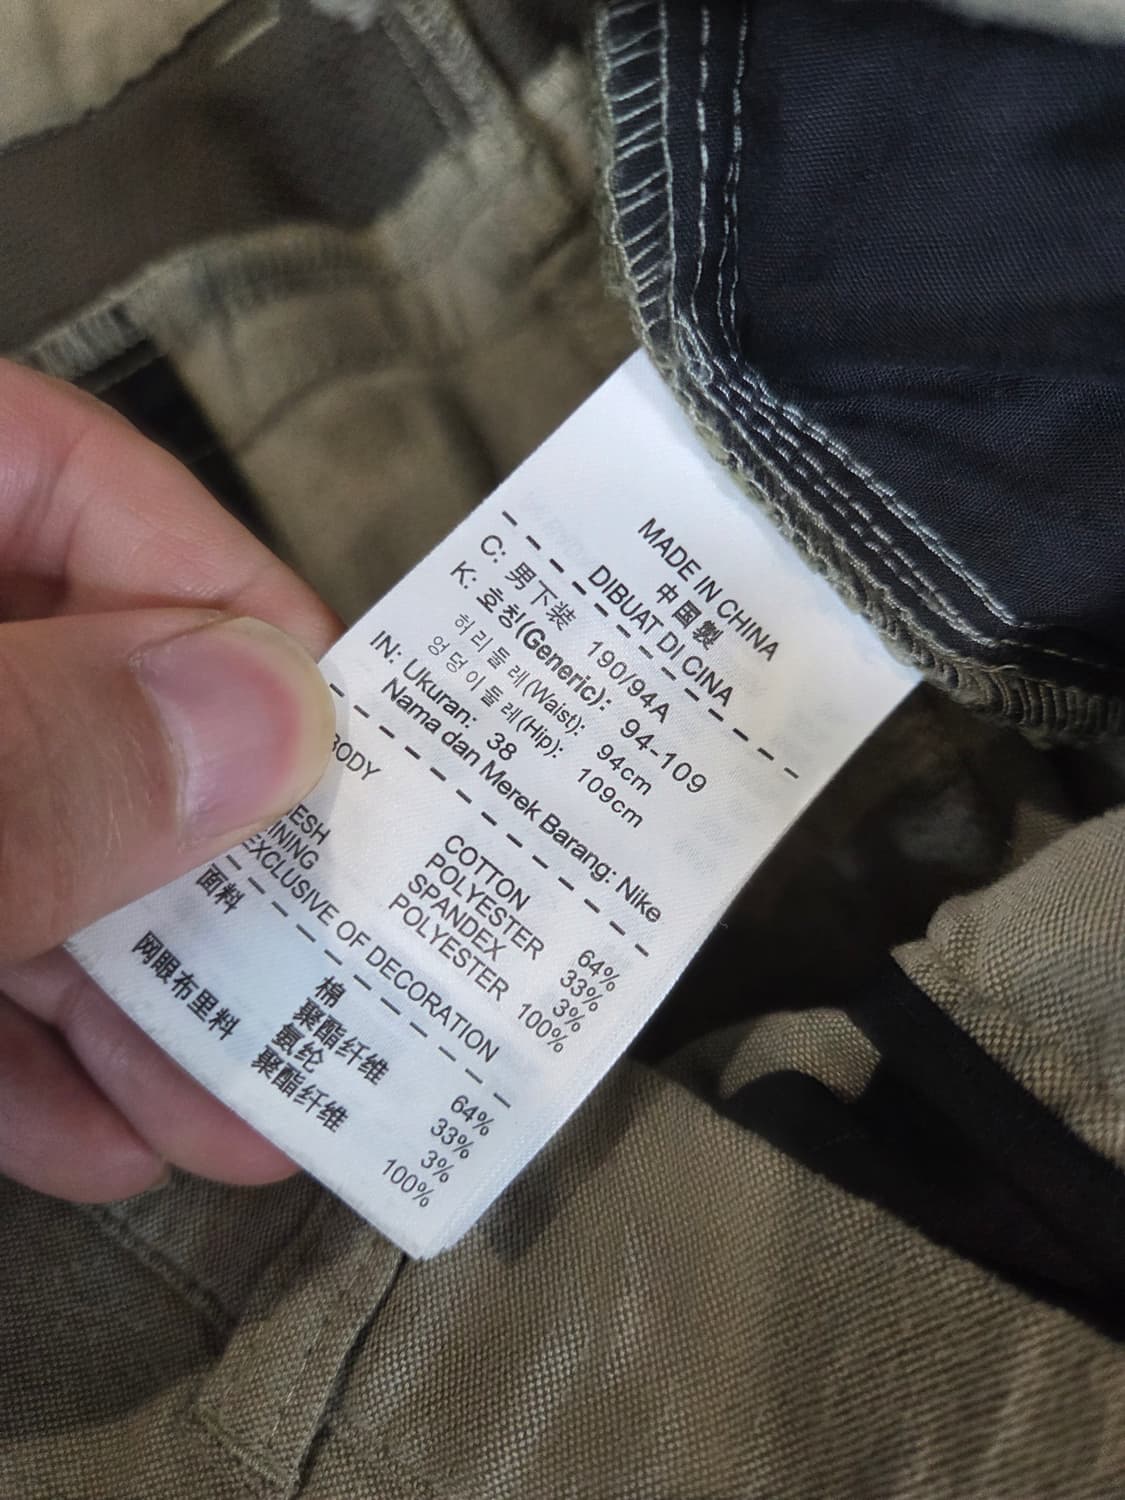 MADE IN CHINA
中国製
DIBUAT DI CINA
C: 男下装 190/94A
K: 호칭(Generic): 94-109
허리둘레(Waist): 94cm
엉덩이둘레(Hip): 109cm
IN: Ukuran: 38
Nama dan Merek Barang: Nike
BODY COTTON 64%
POLYESTER 33%
SPANDEX 3%
POLYESTER 100%
EXCLUSIVE OF DECORATION
面料 棉 64%
聚酯纤维 33%
氨纶 3%
网眼布里料 聚酯纤维 100%